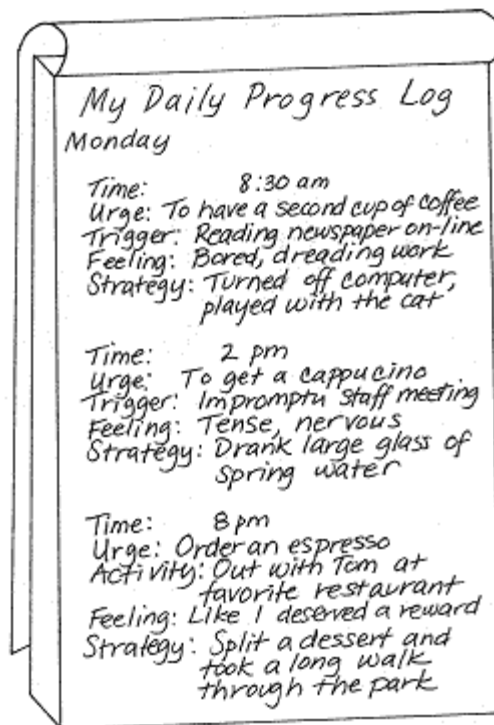 My Daily Progress Log
Monday
Time: 8:30 am
Urge: To have a second cup of coffee
Trigger: Reading newspaper on-line
Feeling: Bored, dreading work
Strategy: Turned off computer,
played with the cat
Time: 2 pm
Urge: To get a cappucino
Trigger: Impromptu staff meeting
Feeling: Tense, nervous
Strategy: Drank large glass of
Spring water
Time: 8 pm
Urge: Order an espresso
Activity: Out with Tom at
favorite restaurant
Feeling: Like I deserved a reward
Strategy: Split a dessert and
took a long walk
through the park